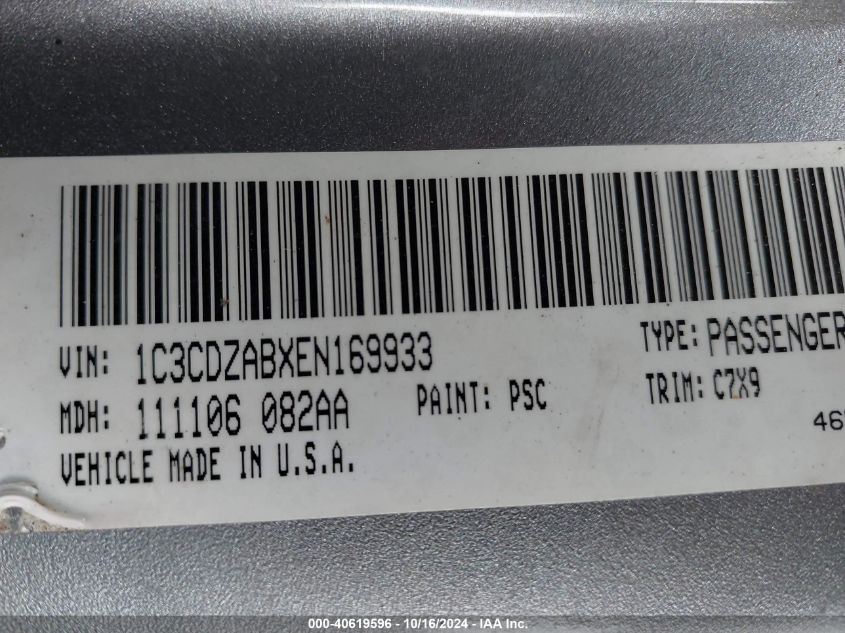 VIN: 1C3CDZABXEN169933
TYPE: PASSENGER
MDH: 111106 082AA
PAINT: PSC
TRIM: C7X9
VEHICLE MADE IN U.S.A.
000-40619596 - 10/16/2024 - IAA Inc.